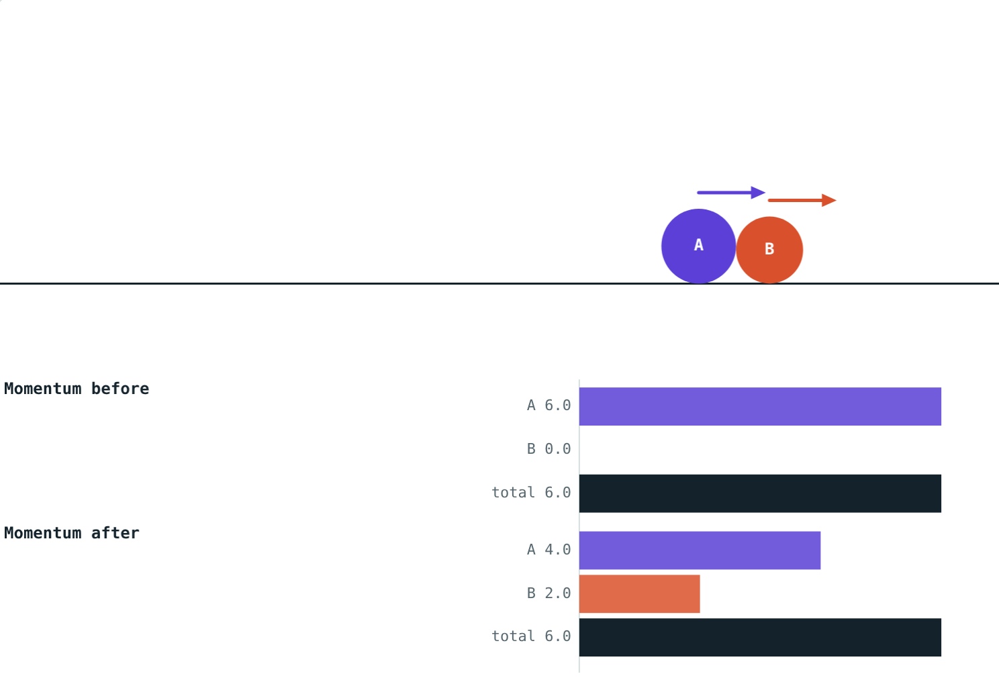 A
B
Momentum before
A 6.0
B 0.0
total 6.0
Momentum after
A 4.0
B 2.0
total 6.0